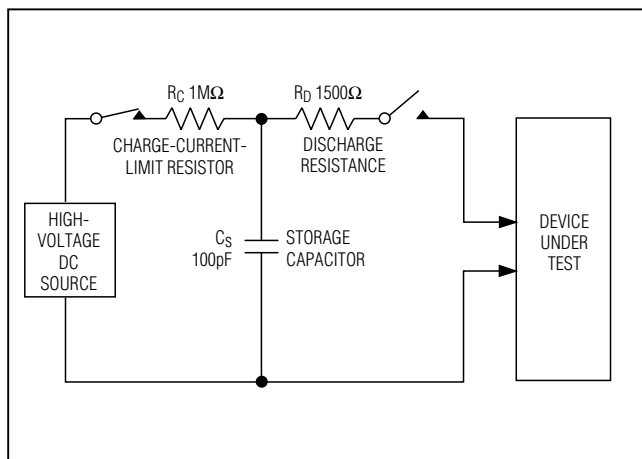 R_C 1MΩ
CHARGE-CURRENT-
LIMIT RESISTOR
R_D 1500Ω
DISCHARGE
RESISTANCE
HIGH-
VOLTAGE
DC
SOURCE
C_S
100pF
STORAGE
CAPACITOR
DEVICE
UNDER
TEST